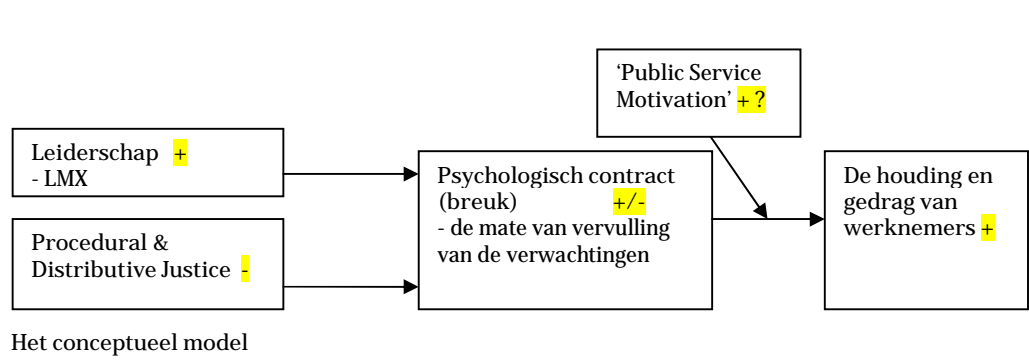 ‘Public Service
Motivation’ + ?
Leiderschap +
- LMX
Psychologisch contract
(breuk) +/-
- de mate van vervulling
van de verwachtingen
De houding en
gedrag van
werknemers +
Procedural &
Distributive Justice -
Het conceptueel model